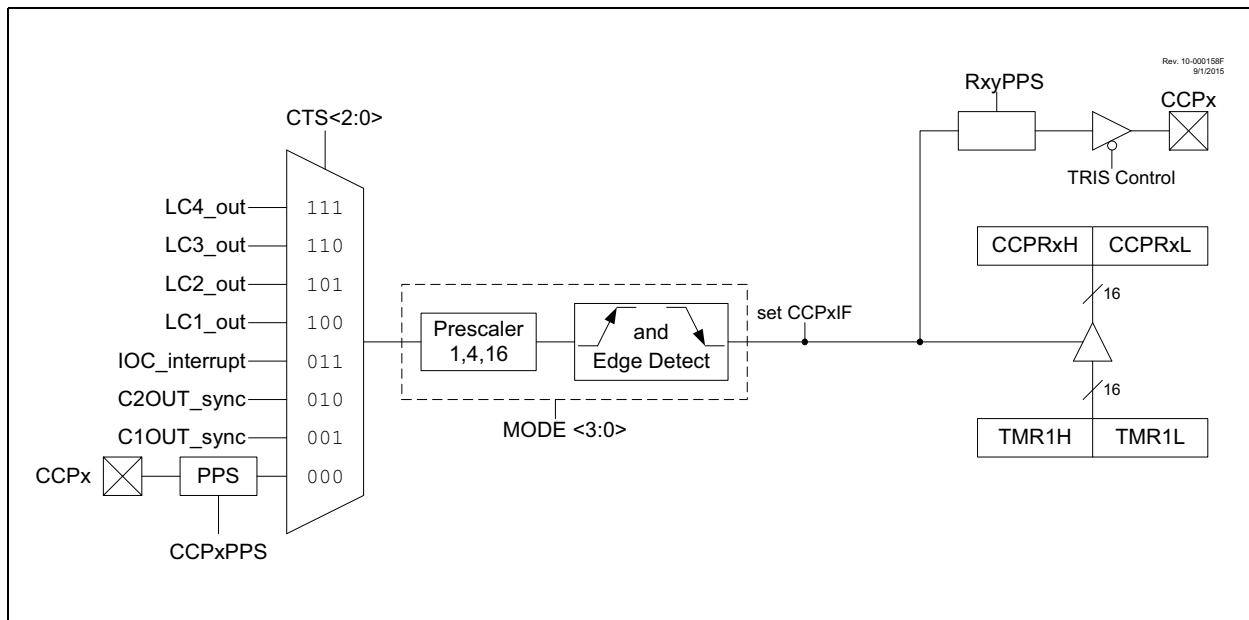 Rev. 10-000158F
9/1/2015
RxyPPS
CCPx
TRIS Control
CTS<2:0>
LC4_out 111
LC3_out 110
LC2_out 101
LC1_out 100
IOC_interrupt 011
C2OUT_sync 010
C1OUT_sync 001
CCPx PPS 000
CCPxPPS
Prescaler
1,4,16
and
Edge Detect
MODE <3:0>
set CCPxIF
CCPRxH CCPRxL
16
16
TMR1H TMR1L